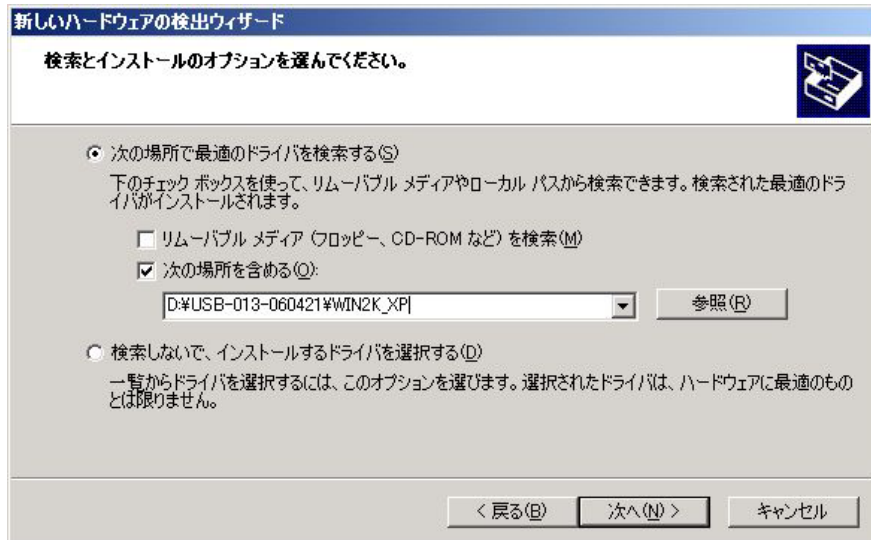 新しいハードウェアの検出ウィザード
検索とインストールのオプションを選んでください。
次の場所で最適のドライバを検索する(S)
下のチェック ボックスを使って、リムーバブル メディアやローカル パスから検索できます。検索された最適のドラ
イバがインストールされます。
リムーバブル メディア (フロッピー、CD-ROM など) を検索(M)
次の場所を含める(O):
D:¥USB-013-060421¥WIN2K_XP
参照(R)
検索しないで、インストールするドライバを選択する(D)
一覧からドライバを選択するには、このオプションを選びます。選択されたドライバは、ハードウェアに最適のもの
とは限りません。
< 戻る(B)
次へ(N) >
キャンセル